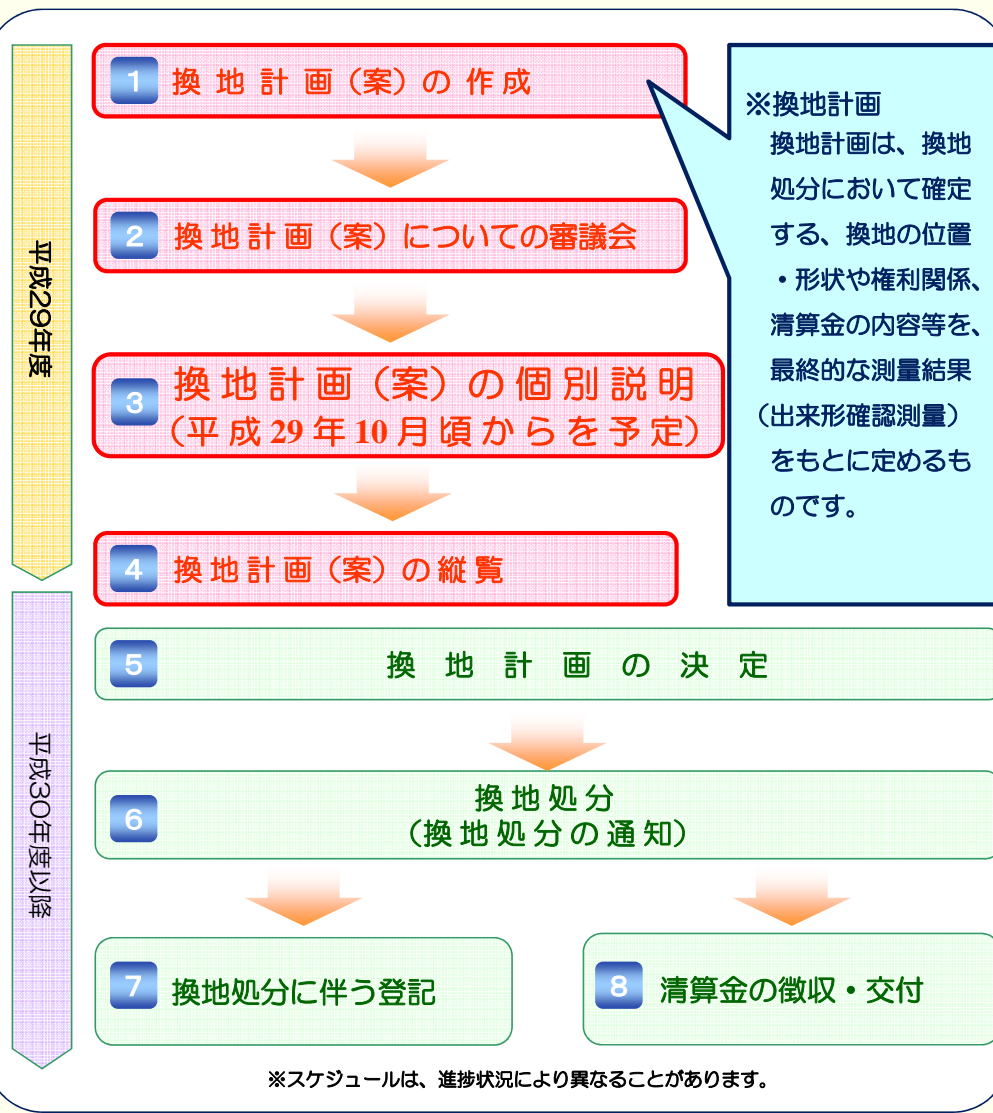 平成29年度
1 換地計画（案）の作成
※換地計画
換地計画は、換地
処分において確定
する、換地の位置
・形状や権利関係、
清算金の内容等を、
最終的な測量結果
（出来形確認測量）
をもとに定めるも
のです。
2 換地計画（案）についての審議会
3 換地計画（案）の個別説明
（平成29年10月頃からを予定）
4 換地計画（案）の縦覧
平成30年度以降
5 換地計画の決定
6 換地処分
（換地処分の通知）
7 換地処分に伴う登記
8 清算金の徴収・交付
※スケジュールは、進捗状況により異なることがあります。